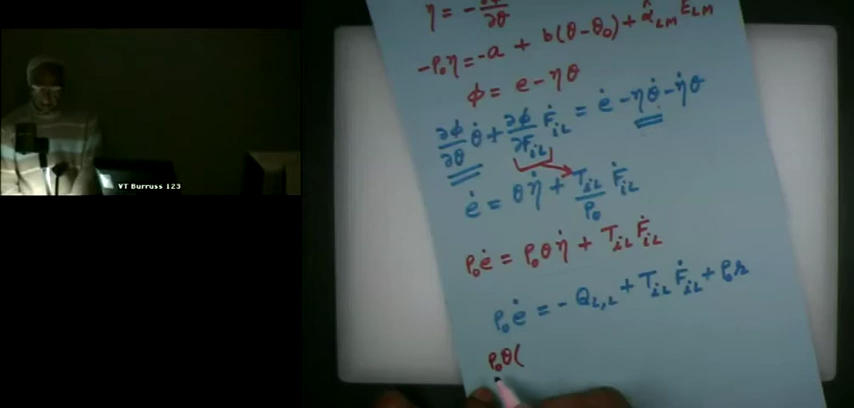 η = -∂ϕ/∂θ
-ρ₀η = -a + b(θ-θ₀) + α̂_LM E_LM
ϕ = e - ηθ
∂ϕ/∂θ θ̇ + ∂ϕ/∂F_iL Ḟ_iL = ė - ηθ̇ - η̇θ
ė = θη̇ + T_iL/ρ₀ Ḟ_iL
ρ₀ė = ρ₀θη̇ + T_iL Ḟ_iL
ρ₀ė = -Q_L,L + T_iL Ḟ_iL + ρ₀r
ρ₀θ(
VT Burruss 123